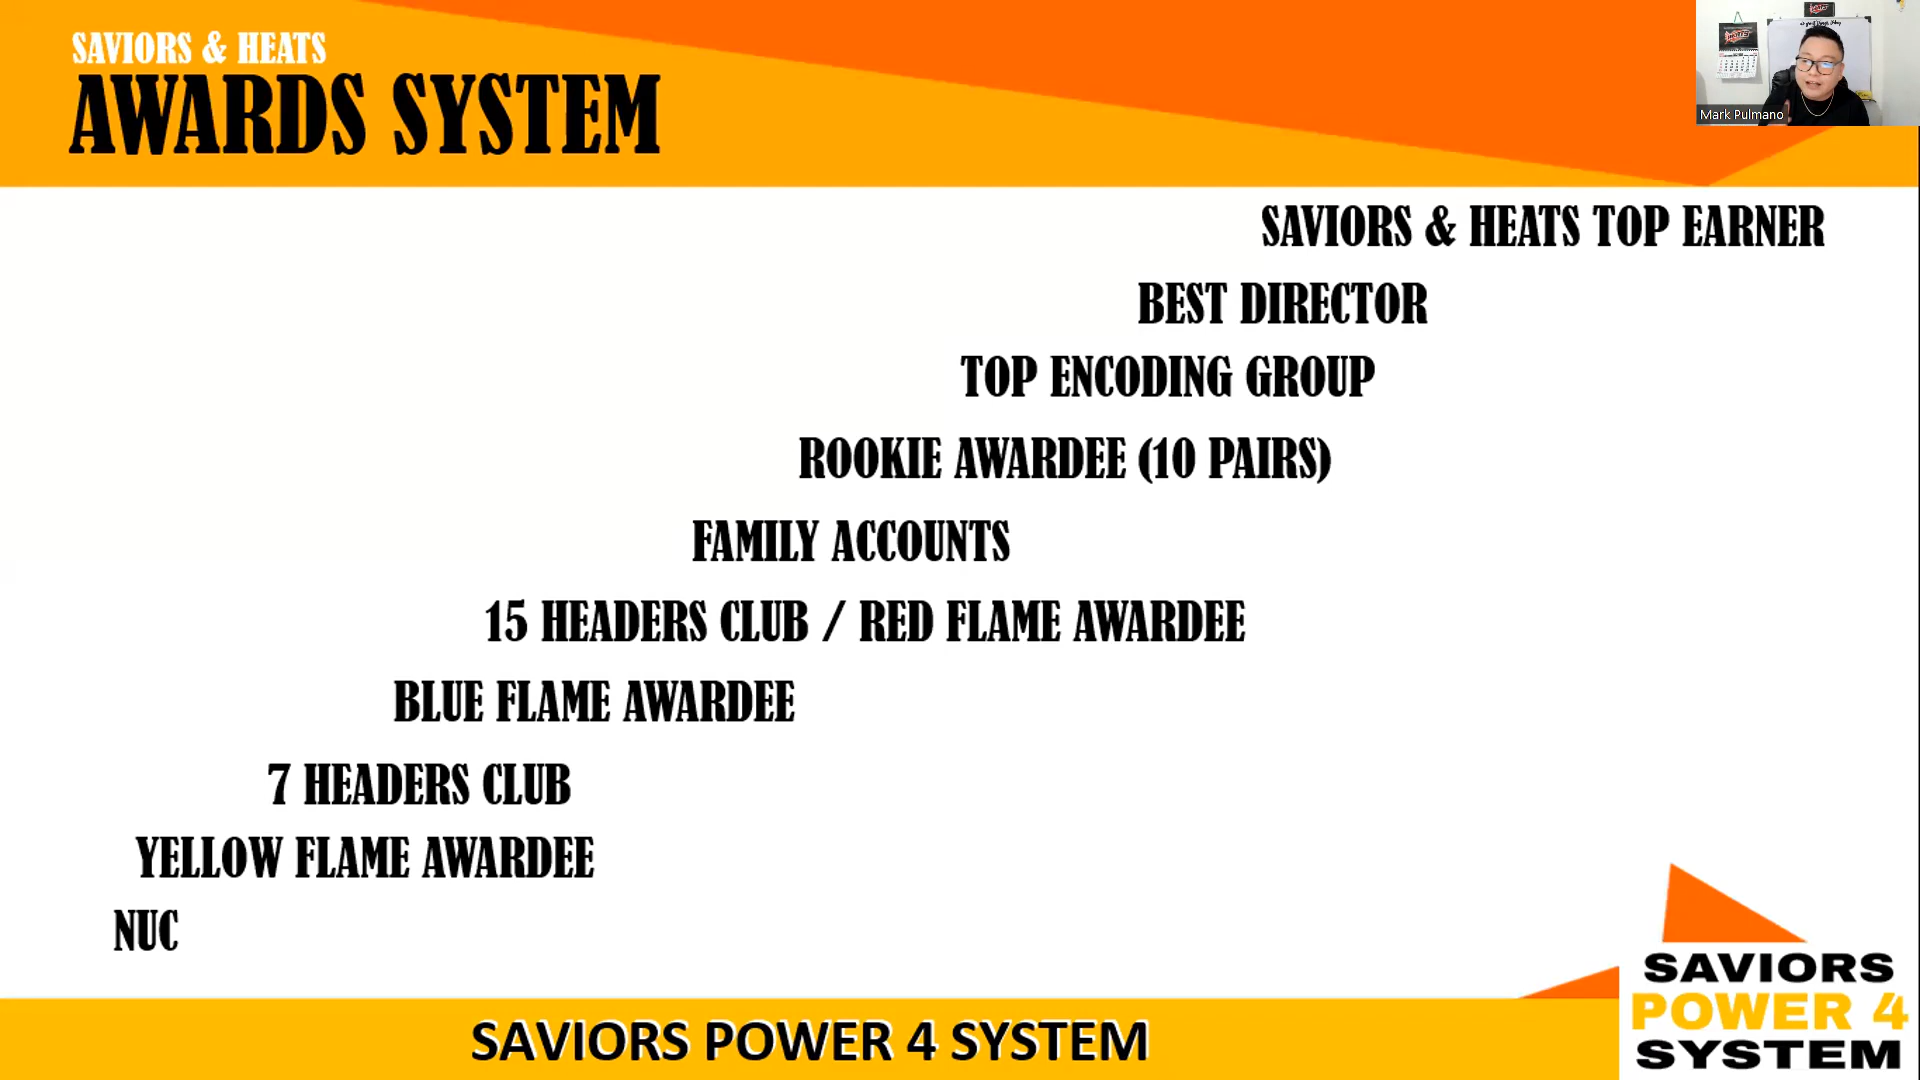 SAVIORS & HEATS
AWARDS SYSTEM
Mark Pulmano
SAVIORS & HEATS TOP EARNER
BEST DIRECTOR
TOP ENCODING GROUP
ROOKIE AWARDEE (10 PAIRS)
FAMILY ACCOUNTS
15 HEADERS CLUB / RED FLAME AWARDEE
BLUE FLAME AWARDEE
7 HEADERS CLUB
YELLOW FLAME AWARDEE
NUC
SAVIORS POWER 4 SYSTEM
SAVIORS
POWER 4
SYSTEM